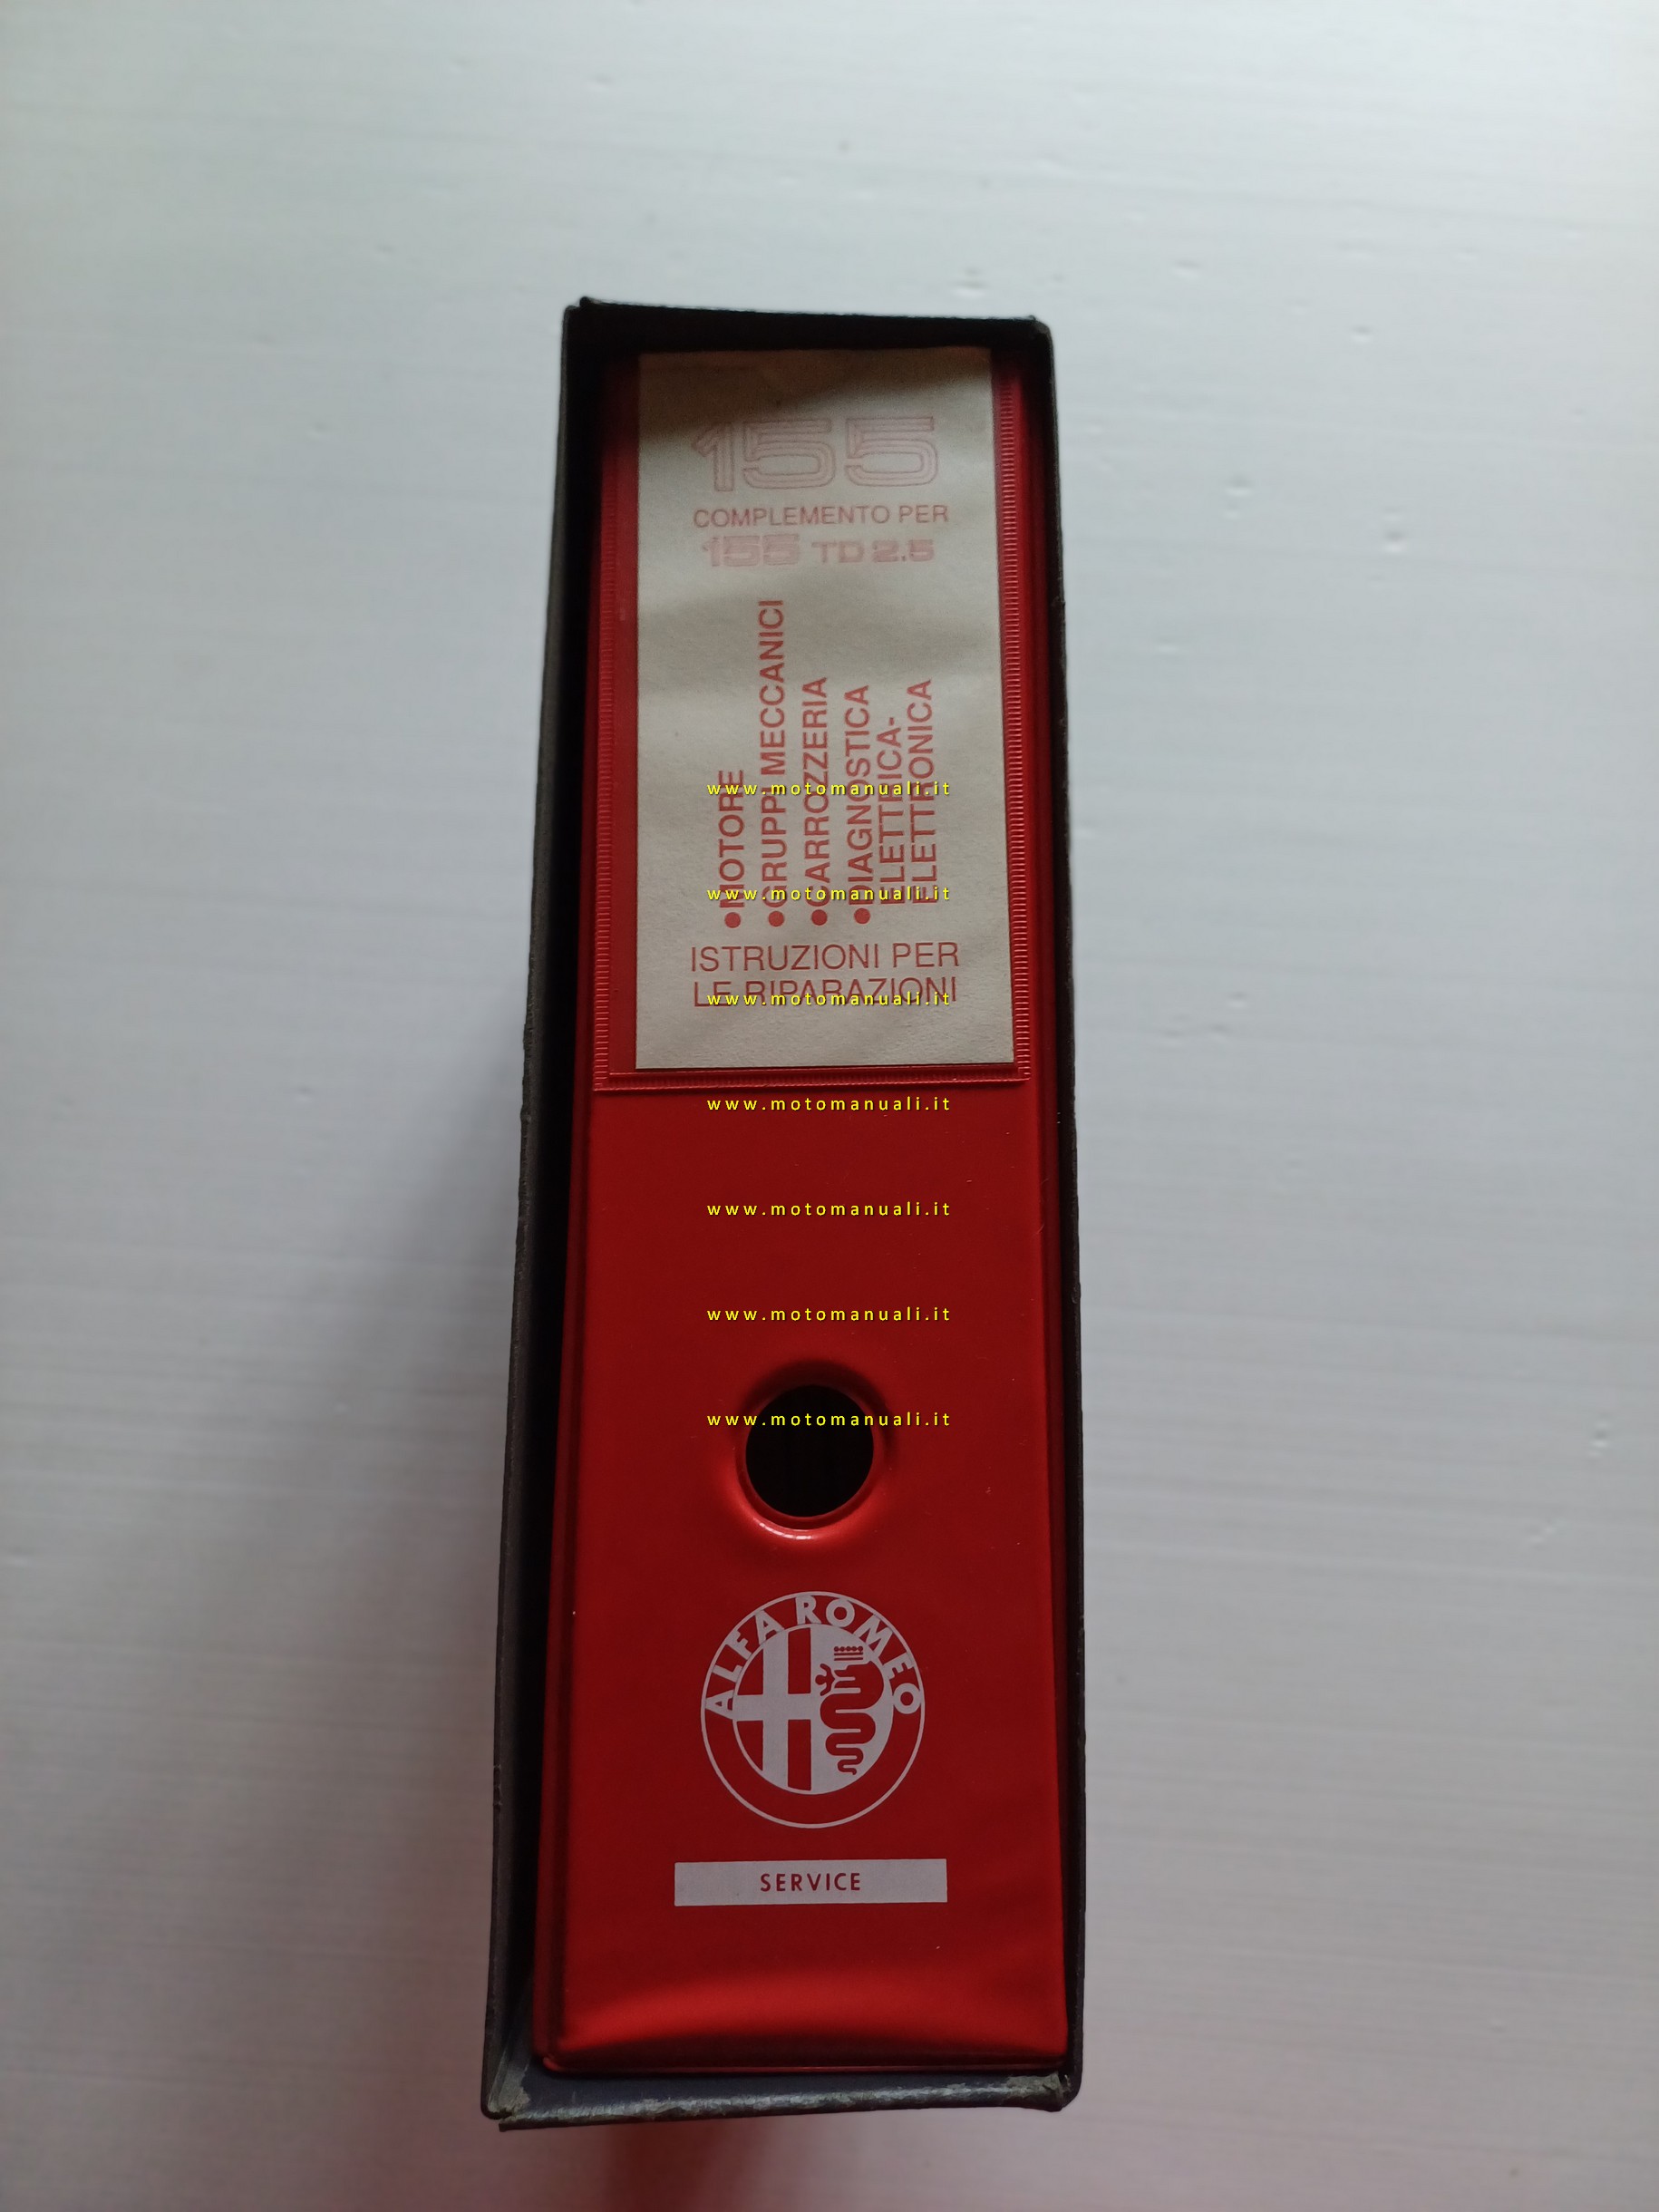 155
COMPLEMENTO PER
155 TD 2.5
•MOTORE
•GRUPPI MECCANICI
•CARROZZERIA
•DIAGNOSTICA
ELETTRICA-
ELETTRONICA
www.motomanuali.it
www.motomanuali.it
ISTRUZIONI PER
LE RIPARAZIONI
www.motomanuali.it
www.motomanuali.it
www.motomanuali.it
www.motomanuali.it
www.motomanuali.it
ALFA ROMEO
SERVICE